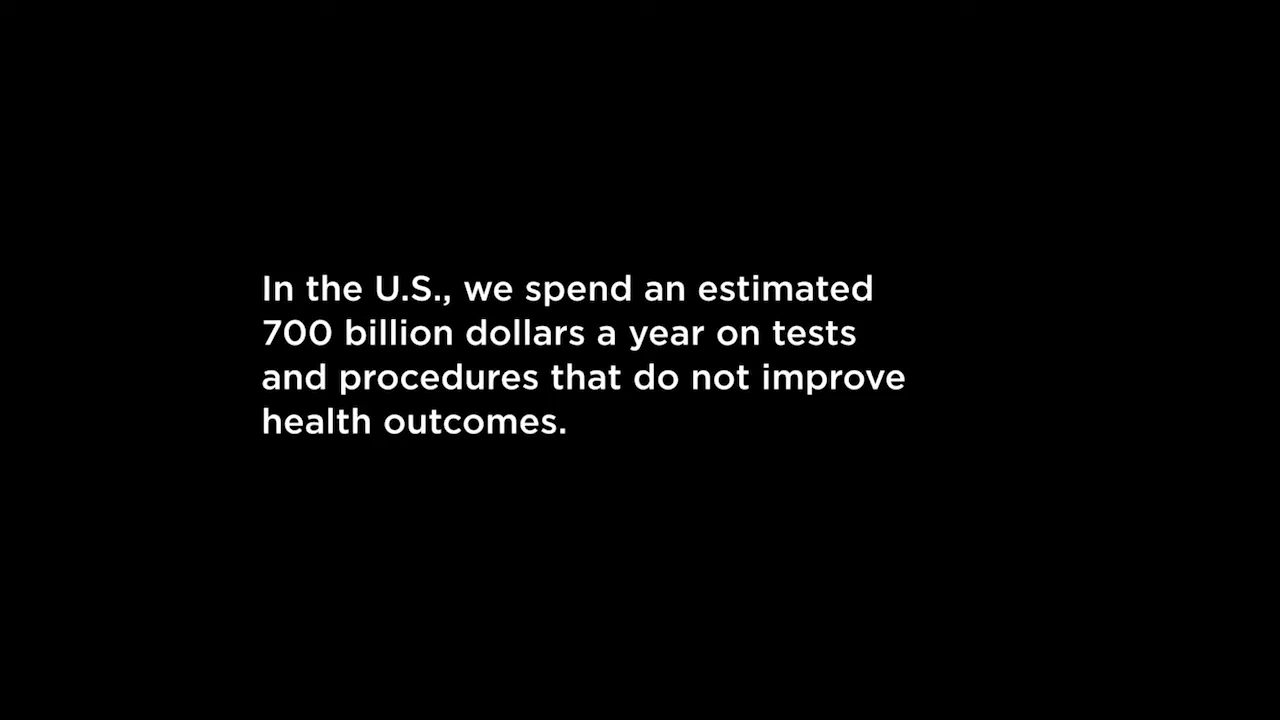 In the U.S., we spend an estimated
700 billion dollars a year on tests
and procedures that do not improve
health outcomes.